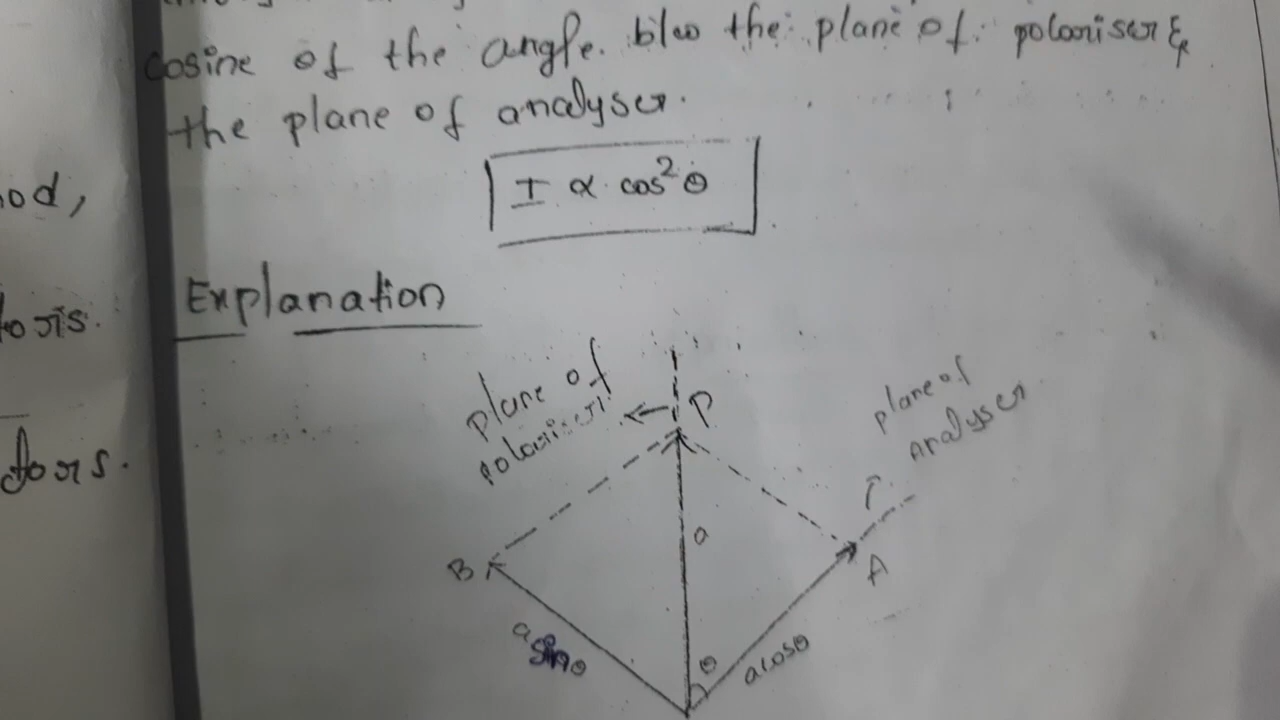 cosine of the angle. b/w the plane of polariser &
the plane of analyser.
I ∝ cos²θ
Explanation
plane of
polariser
P
plane of
analyser
a
B
A
a sinθ
θ
a cosθ